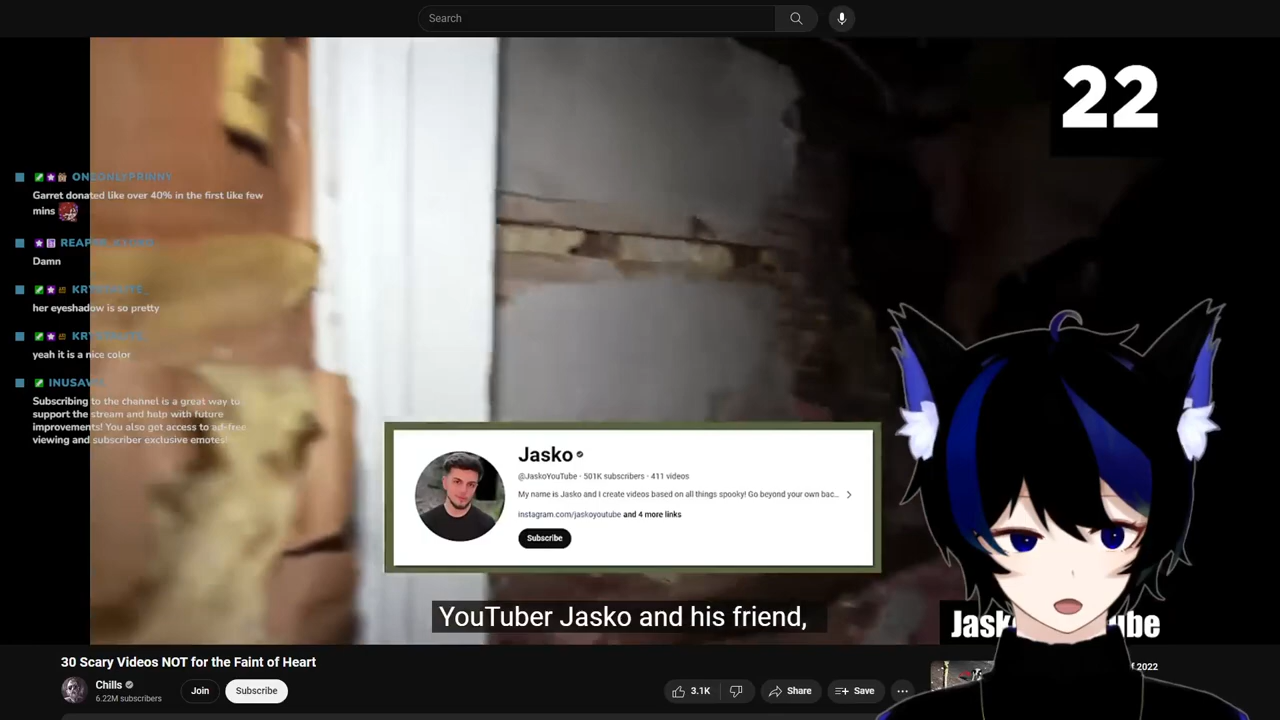 Search
22
ONEONLYPRINNY
Garret donated like over 40% in the first like few
mins
Damn
her eyeshadow is so pretty
yeah it is a nice color
Subscribing to the channel is a great way to
support the stream and help with future
improvements! You also get access to ad-free
viewing and subscriber exclusive emotes!
Jasko
@JaskoYouTube · 501K subscribers · 411 videos
My name is Jasko and I create videos based on all things spooky! Go beyond your own bac...
instagram.com/jaskoyoutube and 4 more links
Subscribe
YouTuber Jasko and his friend,
30 Scary Videos NOT for the Faint of Heart
of 2022
Chills
6.22M subscribers
Join
Subscribe
3.1K
Share
Save